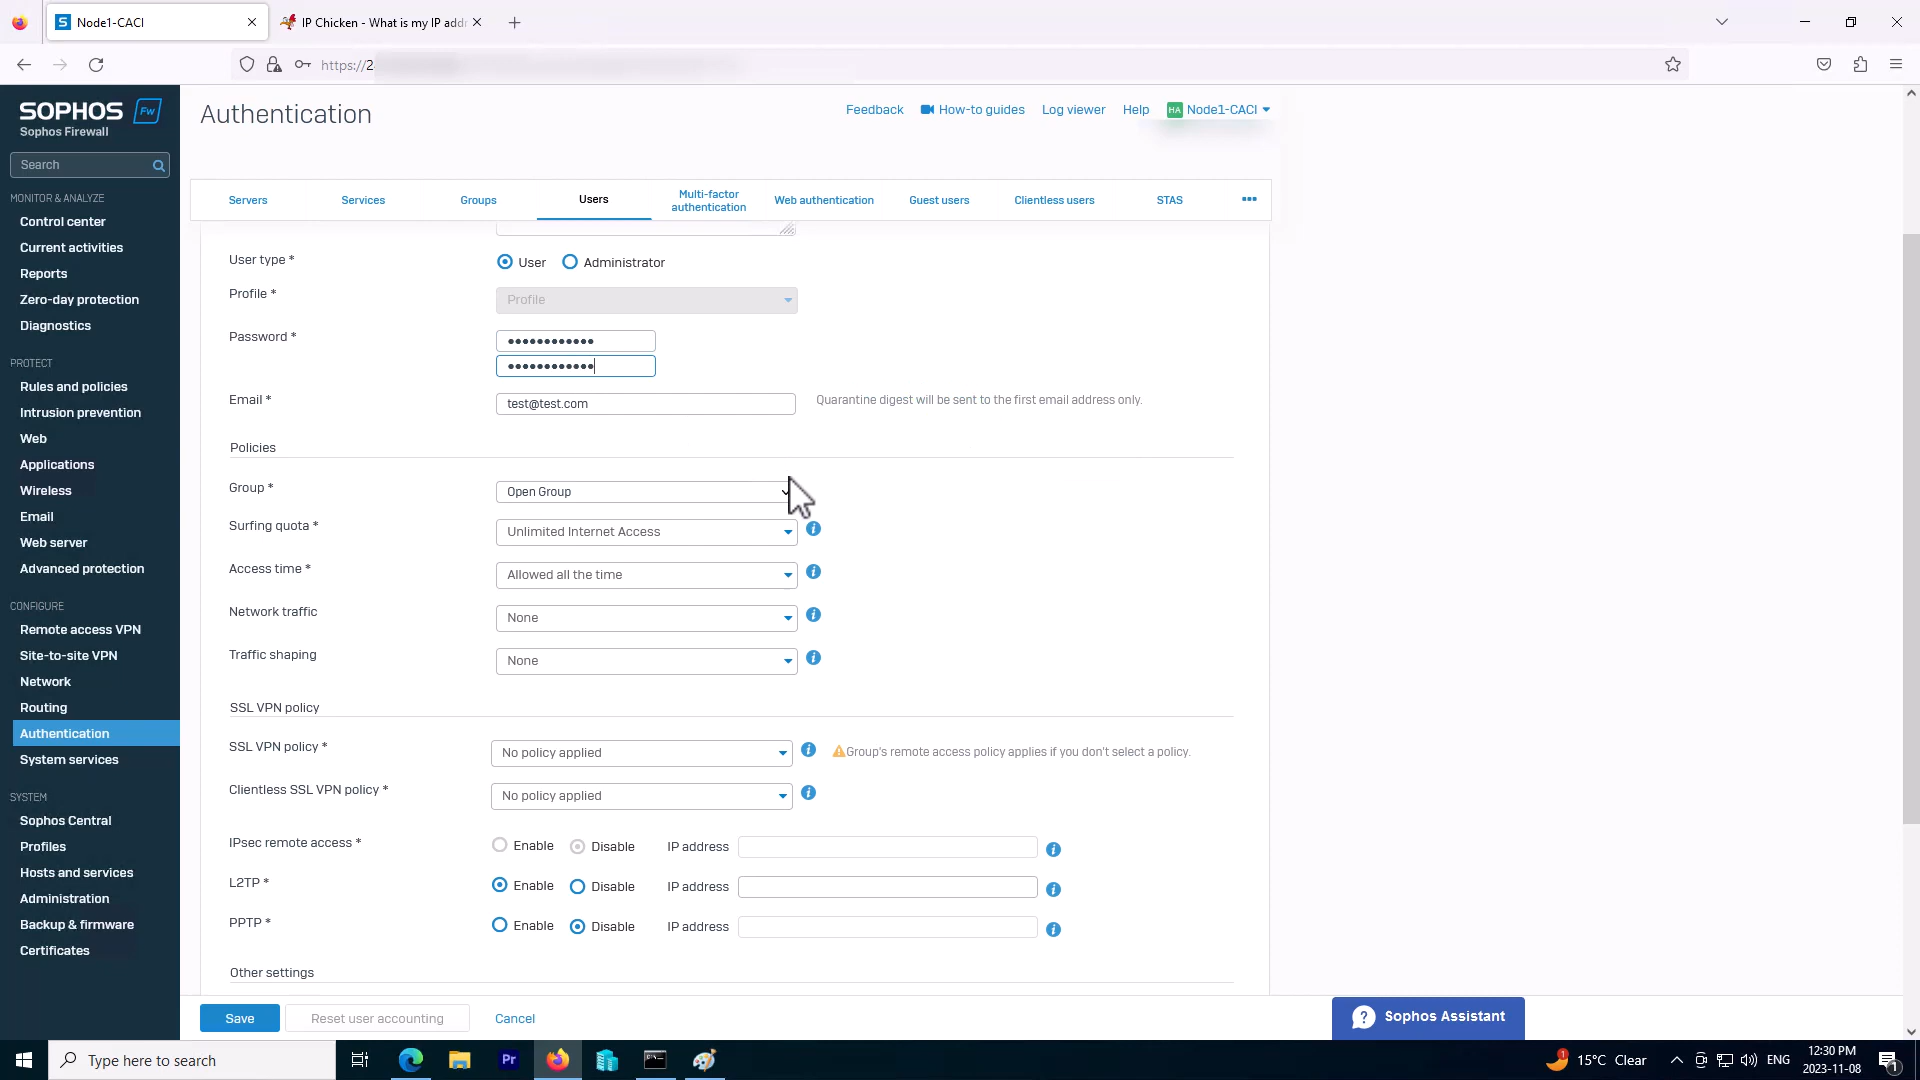 Node1-CACI
IP Chicken - What is my IP addr
https://2
SOPHOS Fw
Sophos Firewall
Search
MONITOR & ANALYZE
Control center
Current activities
Reports
Zero-day protection
Diagnostics
PROTECT
Rules and policies
Intrusion prevention
Web
Applications
Wireless
Email
Web server
Advanced protection
CONFIGURE
Remote access VPN
Site-to-site VPN
Network
Routing
Authentication
System services
SYSTEM
Sophos Central
Profiles
Hosts and services
Administration
Backup & firmware
Certificates
Authentication
Feedback How-to guides Log viewer Help HA Node1-CACI
Servers Services Groups Users Multi-factor authentication Web authentication Guest users Clientless users STAS •••
User type * User Administrator
Profile * Profile
Password * ••••••••••••
••••••••••••
Email * test@test.com Quarantine digest will be sent to the first email address only.
Policies
Group * Open Group
Surfing quota * Unlimited Internet Access
Access time * Allowed all the time
Network traffic None
Traffic shaping None
SSL VPN policy
SSL VPN policy * No policy applied Group's remote access policy applies if you don't select a policy.
Clientless SSL VPN policy * No policy applied
IPsec remote access * Enable Disable IP address
L2TP * Enable Disable IP address
PPTP * Enable Disable IP address
Other settings
Save Reset user accounting Cancel
? Sophos Assistant
Type here to search
Pr
1
15°C Clear
ENG
12:30 PM
2023-11-08
1